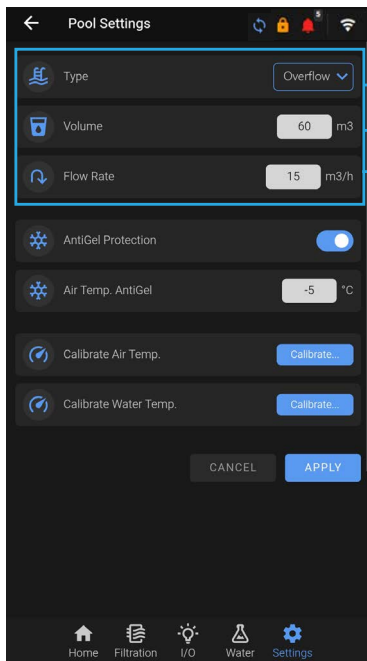 Pool Settings
5
Type
Overflow
Volume
60 m3
Flow Rate
15 m3/h
AntiGel Protection
Air Temp. AntiGel
-5 °C
Calibrate Air Temp.
Calibrate...
Calibrate Water Temp.
Calibrate...
CANCEL APPLY
Home Filtration I/O Water Settings